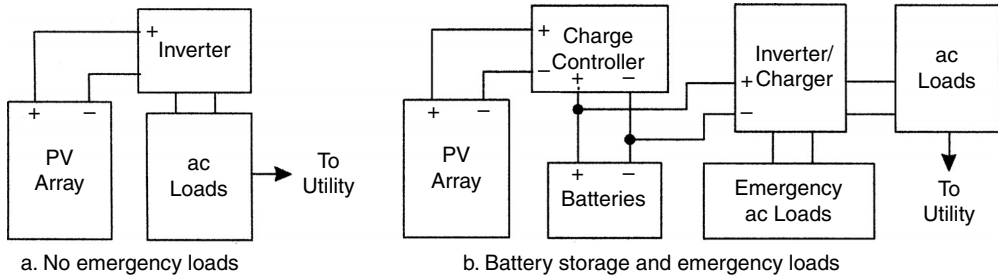 +
Inverter
+ −
PV
Array
ac
Loads
To
Utility
a. No emergency loads
+
−
Charge
Controller
+ −
+ −
PV
Array
+ −
Batteries
Inverter/
Charger
+
−
Emergency
ac Loads
ac
Loads
To
Utility
b. Battery storage and emergency loads